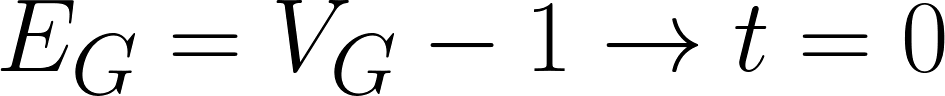 E_G = V_G − 1 → t = 0